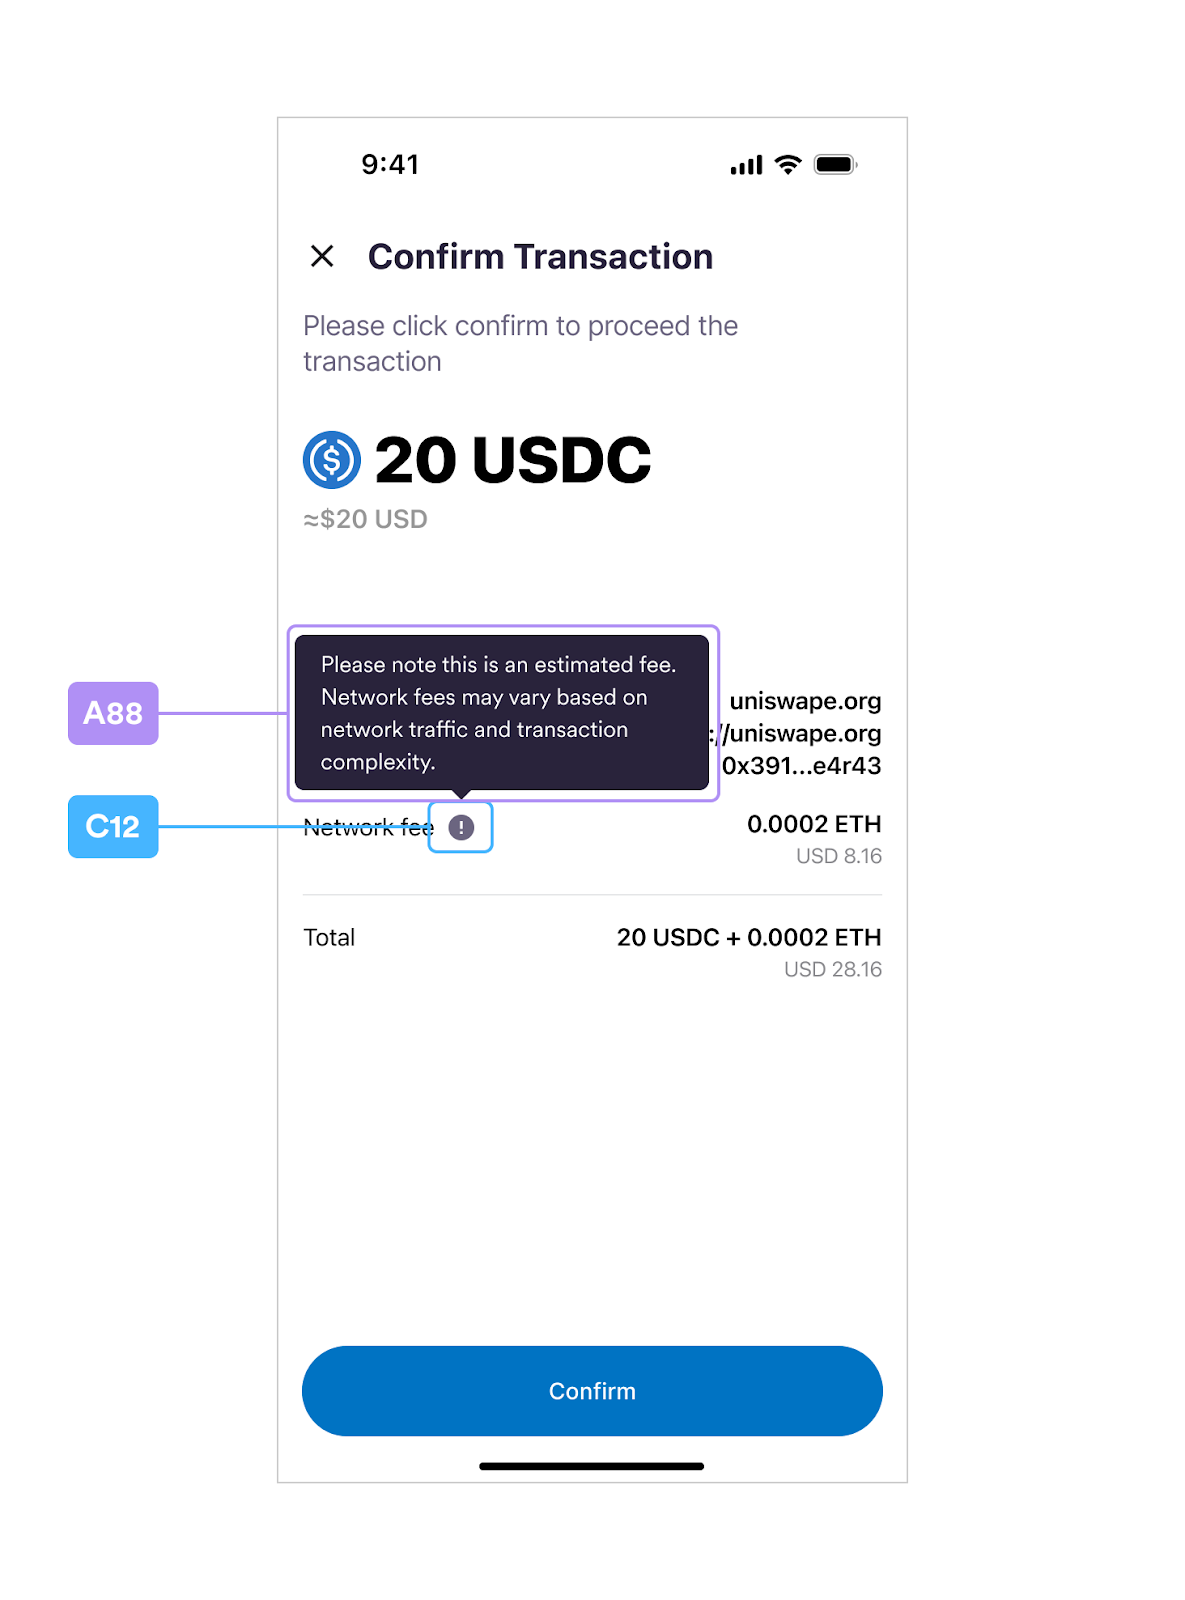 9:41
Confirm Transaction
Please click confirm to proceed the
transaction
20 USDC
≈$20 USD
Please note this is an estimated fee.
Network fees may vary based on
network traffic and transaction
complexity.
A88
uniswape.org
://uniswape.org
0x391...e4r43
C12
Network fee
0.0002 ETH
USD 8.16
Total
20 USDC + 0.0002 ETH
USD 28.16
Confirm